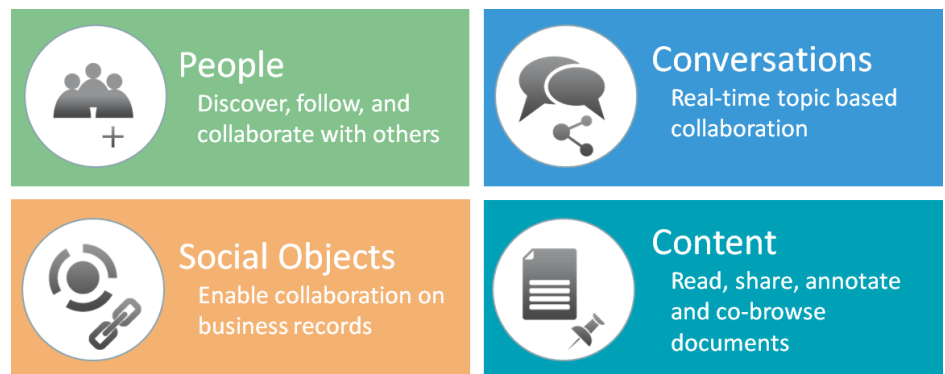 People
Discover, follow, and
collaborate with others
Conversations
Real-time topic based
collaboration
Social Objects
Enable collaboration on
business records
Content
Read, share, annotate
and co-browse
documents